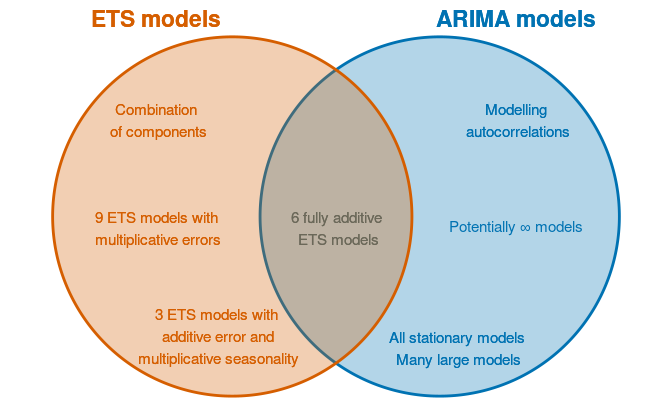 ETS models
ARIMA models
Combination
of components
Modelling
autocorrelations
9 ETS models with
multiplicative errors
6 fully additive
ETS models
Potentially ∞ models
3 ETS models with
additive error and
multiplicative seasonality
All stationary models
Many large models